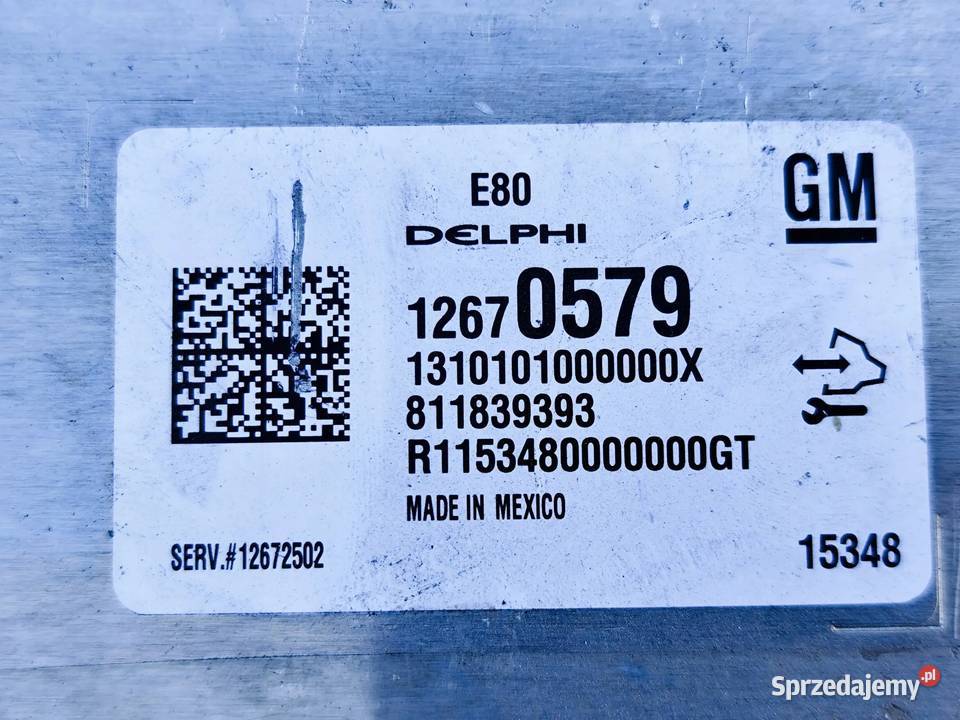 E80
GM
DELPHI
12670579
1310101000000X
811839393
R1153480000000GT
MADE IN MEXICO
SERV.#12672502
15348
Sprzedajemy.pl